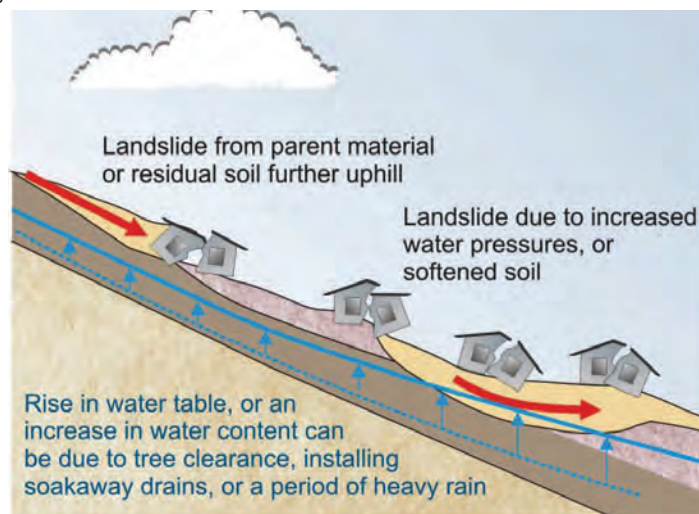 Landslide from parent material
or residual soil further uphill
Landslide due to increased
water pressures, or
softened soil
Rise in water table, or an
increase in water content can
be due to tree clearance, installing
soakaway drains, or a period of heavy rain